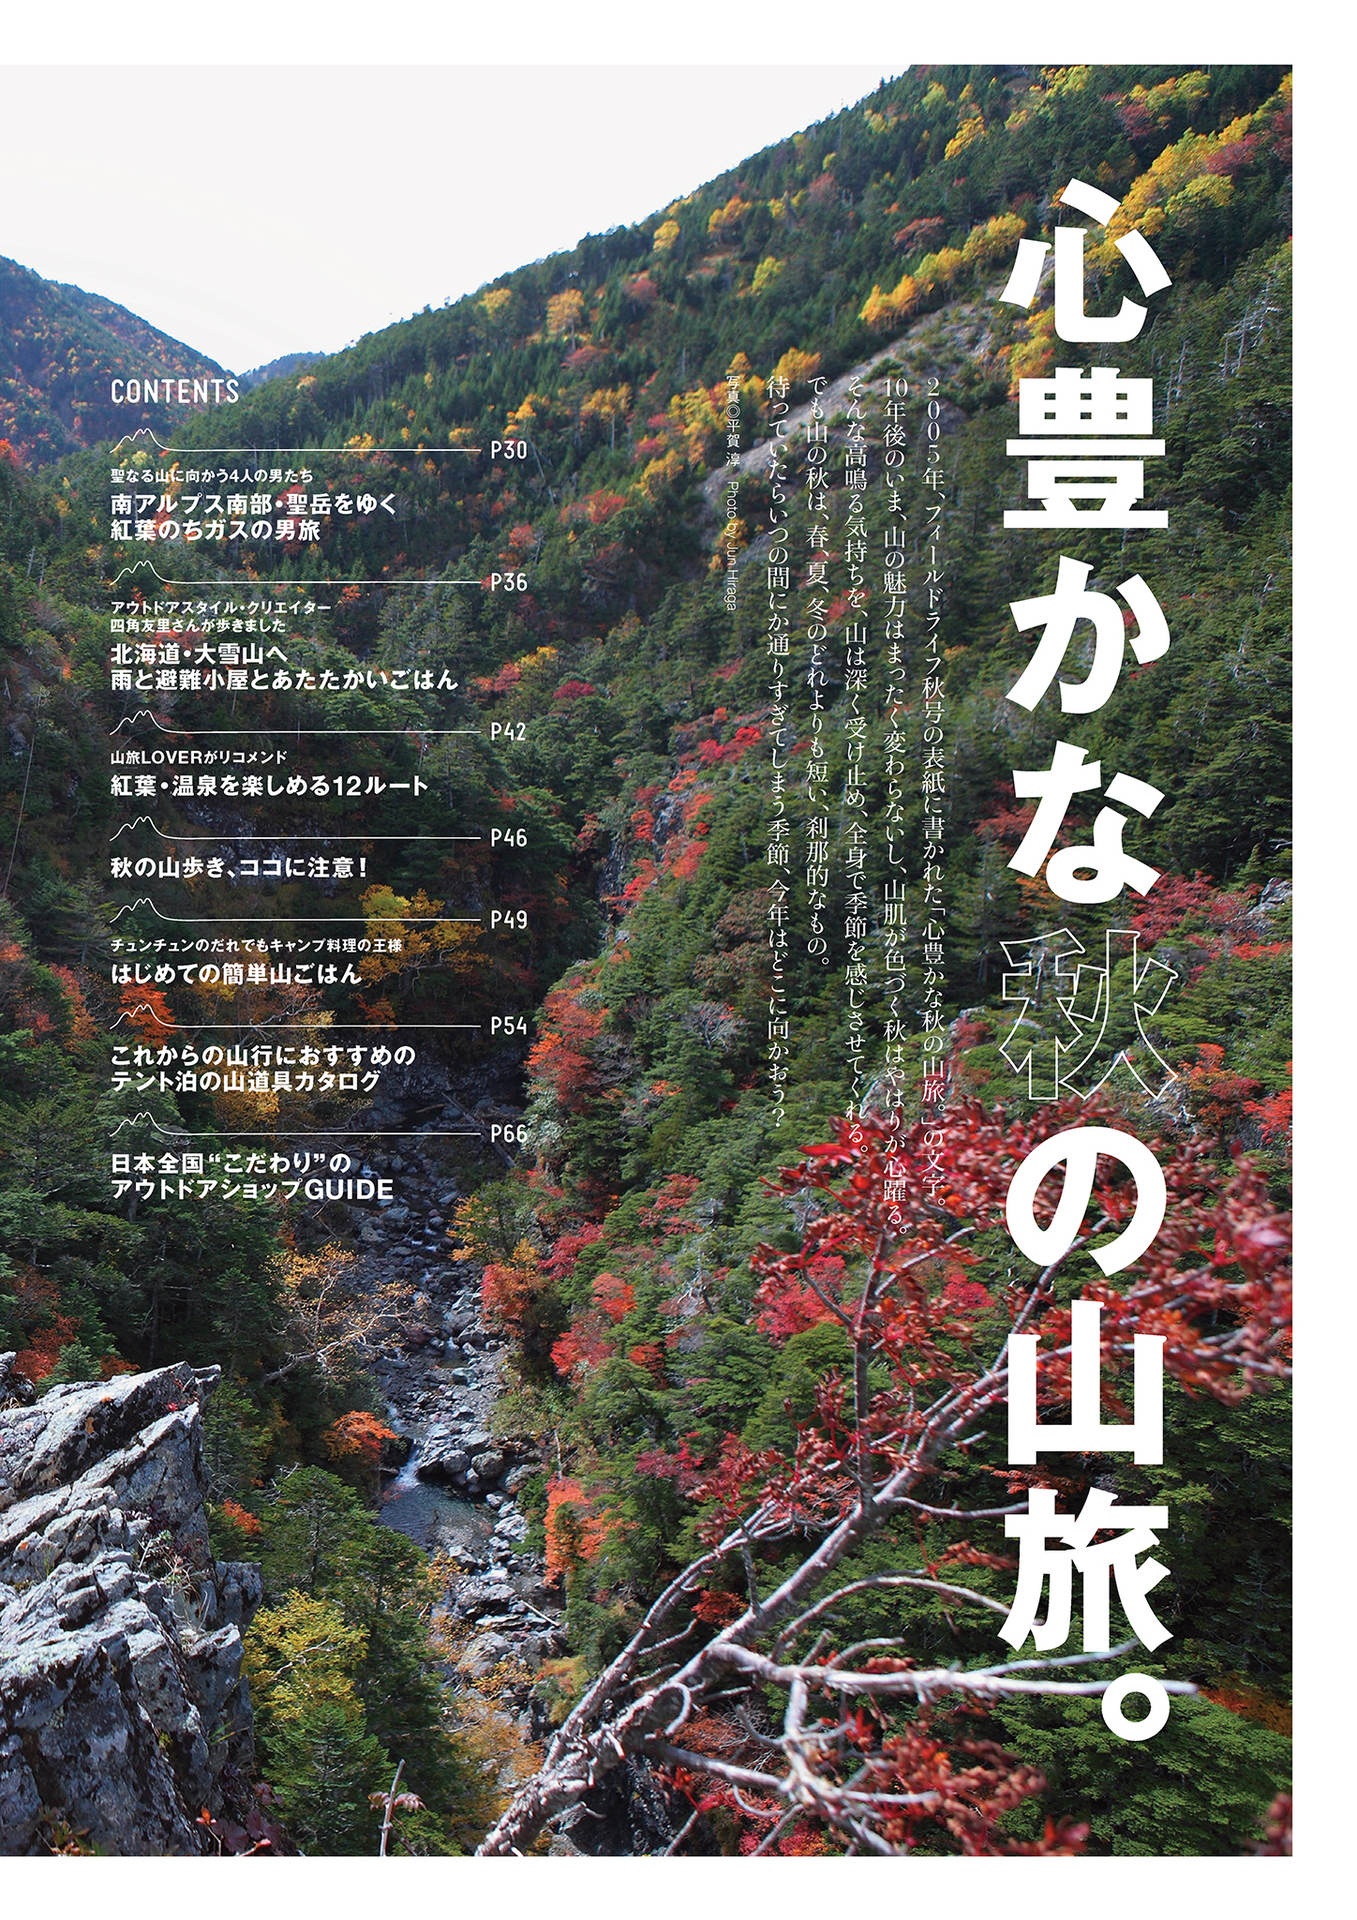 心豊かな秋の山旅。
2005年、フィールドライフ秋号の表紙に書かれた「心豊かな秋の山旅。」の文字。
10年後のいま、山の魅力はまったく変わらないし、山肌が色づく秋はやはりが心躍る。
そんな高鳴る気持ちを、山は深く受け止め、全身で季節を感じさせてくれる。
でも山の秋は、春、夏、冬のどれよりも短い、刹那的なもの。
待っていたらいつの間にか通りすぎてしまう季節、今年はどこに向かおう?
写真◎平賀 淳 Photo by Jun Hiraga
CONTENTS
P30
聖なる山に向かう4人の男たち
南アルプス南部・聖岳をゆく
紅葉のちガスの男旅
P36
アウトドアスタイル・クリエイター
四角友里さんが歩きました
北海道・大雪山へ
雨と避難小屋とあたたかいごはん
P42
山旅LOVERがリコメンド
紅葉・温泉を楽しめる12ルート
P46
秋の山歩き、ココに注意!
P49
チュンチュンのだれでもキャンプ料理の王様
はじめての簡単山ごはん
P54
これからの山行におすすめの
テント泊の山道具カタログ
P66
日本全国“こだわり”の
アウトドアショップGUIDE